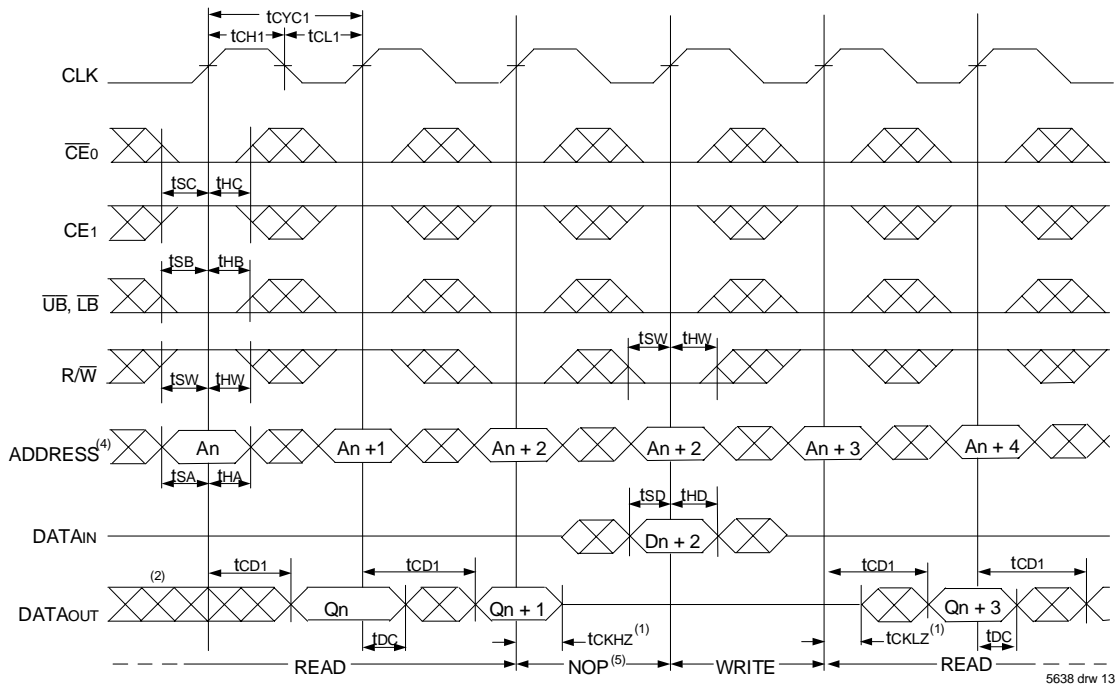 tCYC1
tCH1 tCL1
CLK
CE0
tSC tHC
CE1
tSB tHB
UB, LB
tSW tHW
R/W
tSW tHW
ADDRESS(4) An An +1 An + 2 An + 2 An + 3 An + 4
tSA tHA
tSD tHD
DATAIN Dn + 2
(2) tCD1 tCD1 tCD1 tCD1
DATAOUT Qn Qn + 1 Qn + 3
tDC tCKHZ(1) tCKLZ(1) tDC
READ NOP(5) WRITE READ
5638 drw 13